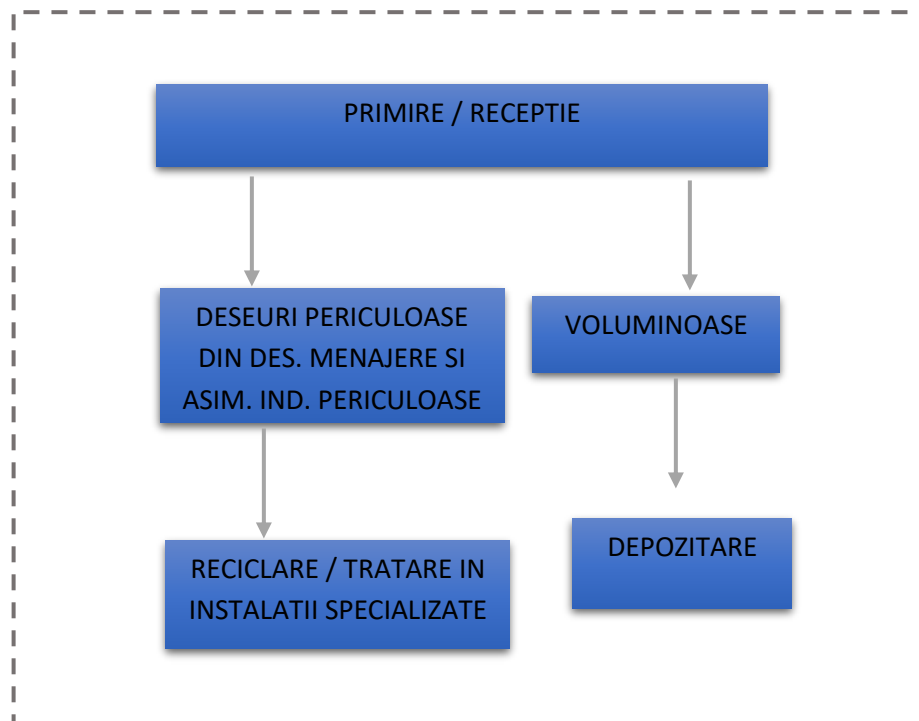 PRIMIRE / RECEPTIE
DESEURI PERICULOASE
DIN DES. MENAJERE SI
ASIM. IND. PERICULOASE
VOLUMINOASE
RECICLARE / TRATARE IN
INSTALATII SPECIALIZATE
DEPOZITARE